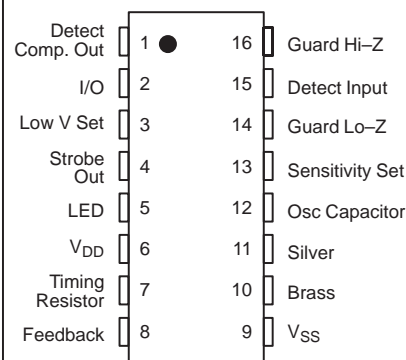 Detect
Comp. Out 1 16 Guard Hi–Z
I/O 2 15 Detect Input
Low V Set 3 14 Guard Lo–Z
Strobe
Out 4 13 Sensitivity Set
LED 5 12 Osc Capacitor
VDD 6 11 Silver
Timing
Resistor 7 10 Brass
Feedback 8 9 VSS